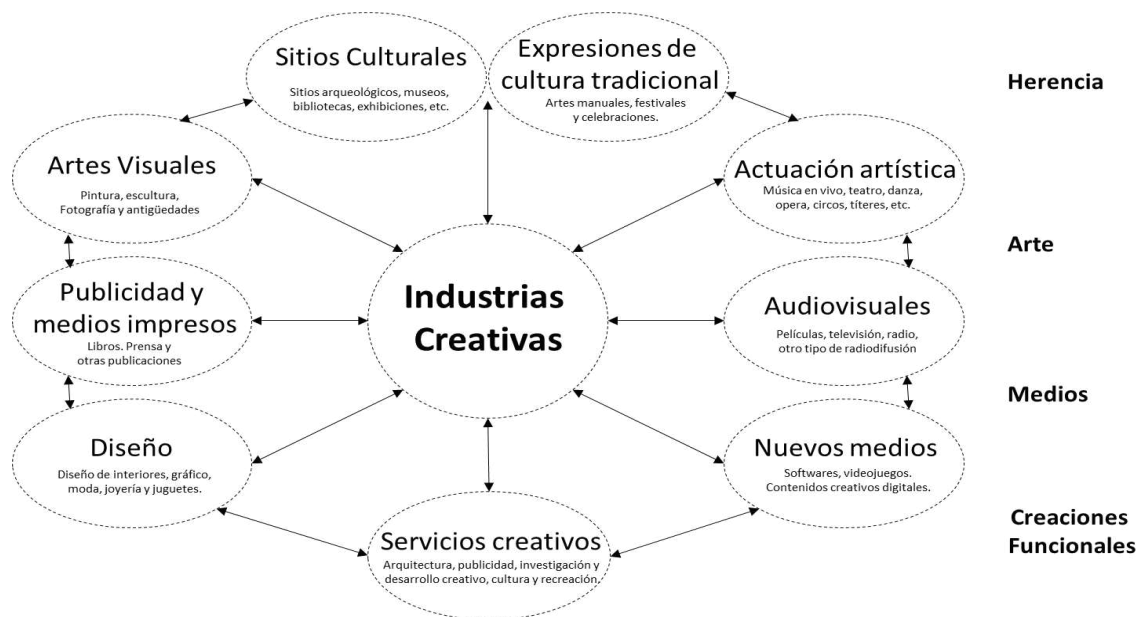 Sitios Culturales
Sitios arqueológicos, museos,
bibliotecas, exhibiciones, etc.
Expresiones de
cultura tradicional
Artes manuales, festivales
y celebraciones.
Herencia
Artes Visuales
Pintura, escultura,
Fotografía y antigüedades
Actuación artística
Música en vivo, teatro, danza,
opera, circos, títeres, etc.
Arte
Publicidad y
medios impresos
Libros. Prensa y
otras publicaciones
Industrias
Creativas
Audiovisuales
Películas, televisión, radio,
otro tipo de radiodifusión
Medios
Diseño
Diseño de interiores, gráfico,
moda, joyería y juguetes.
Nuevos medios
Softwares, videojuegos.
Contenidos creativos digitales.
Servicios creativos
Arquitectura, publicidad, investigación y
desarrollo creativo, cultura y recreación.
Creaciones
Funcionales